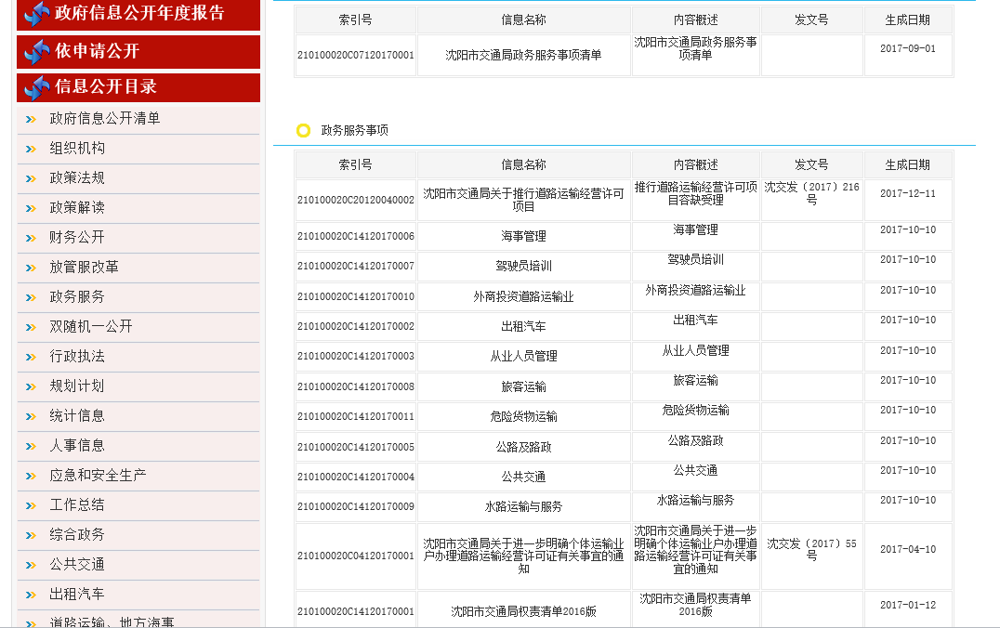 政府信息公开年度报告
依申请公开
信息公开目录
政府信息公开清单
组织机构
政策法规
政策解读
财务公开
放管服改革
政务服务
双随机一公开
行政执法
规划计划
统计信息
人事信息
应急和安全生产
工作总结
综合政务
公共交通
出租汽车
道路运输、地方海事
索引号 信息名称 内容概述 发文号 生成日期
210100020C07120170001 沈阳市交通局政务服务事项清单 沈阳市交通局政务服务事 2017-09-01
项清单
政务服务事项
索引号 信息名称 内容概述 发文号 生成日期
210100020C20120040002 沈阳市交通局关于推行道路运输经营许可 推行道路运输经营许可项 沈交发〔2017〕216 2017-12-11
项目 目容缺受理 号
210100020C14120170006 海事管理 海事管理 2017-10-10
210100020C14120170007 驾驶员培训 驾驶员培训 2017-10-10
210100020C14120170010 外商投资道路运输业 外商投资道路运输业 2017-10-10
210100020C14120170002 出租汽车 出租汽车 2017-10-10
210100020C14120170003 从业人员管理 从业人员管理 2017-10-10
210100020C14120170008 旅客运输 旅客运输 2017-10-10
210100020C14120170011 危险货物运输 危险货物运输 2017-10-10
210100020C14120170005 公路及路政 公路及路政 2017-10-10
210100020C14120170004 公共交通 公共交通 2017-10-10
210100020C14120170009 水路运输与服务 水路运输与服务 2017-10-10
210100020C04120170001 沈阳市交通局关于进一步明确个体运输业 沈阳市交通局关于进一步 沈交发〔2017〕55 2017-04-10
户办理道路运输经营许可证有关事宜的通 明确个体运输业户办理道 号
知 路运输经营许可证有关事
宜的通知
210100020C14120170001 沈阳市交通局权责清单2016版 沈阳市交通局权责清单 2017-01-12
2016版